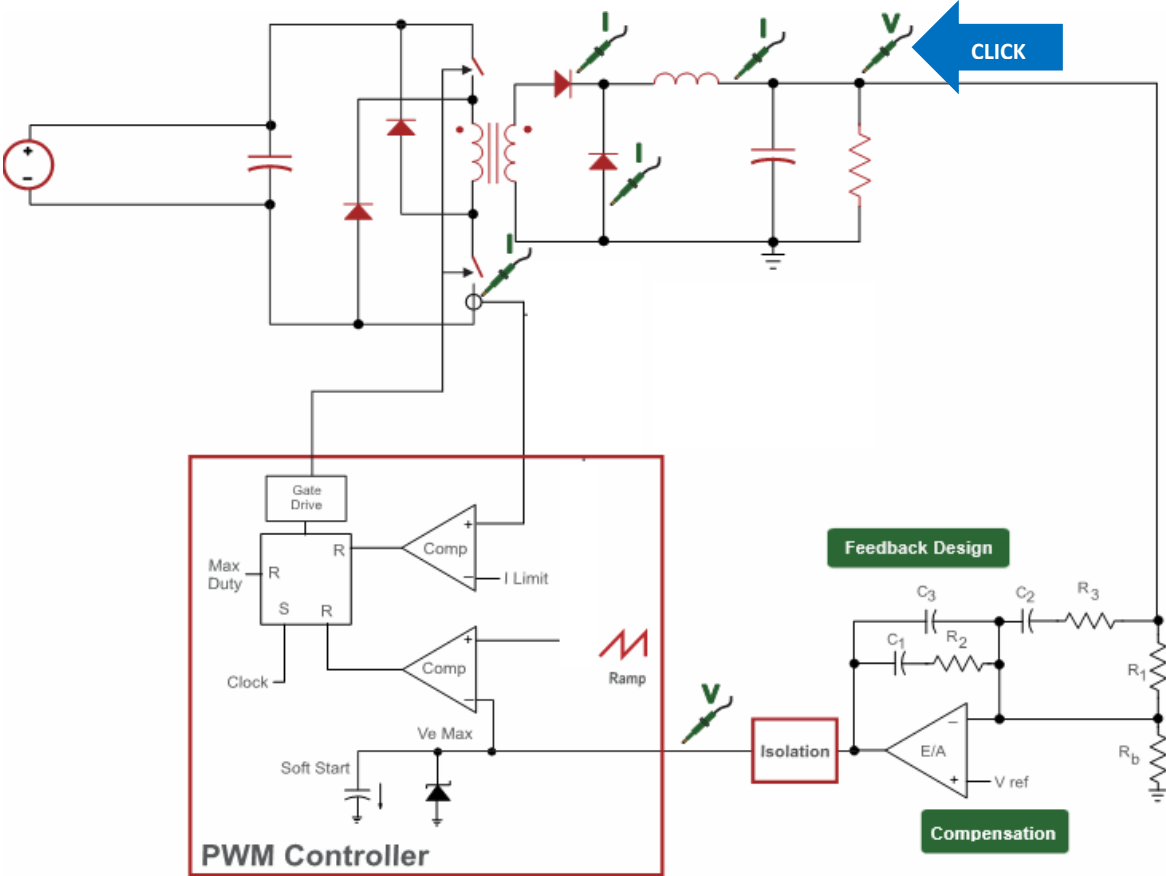 I
I
V
CLICK
+
−
I
I
Gate
Drive
Max
Duty
R
R
S
R
Clock
+
Comp
−
I Limit
+
Comp
−
Ramp
Ve Max
Soft Start
PWM Controller
V
Isolation
Feedback Design
C3
C2
R3
C1
R2
R1
−
E/A
+
V ref
Rb
Compensation